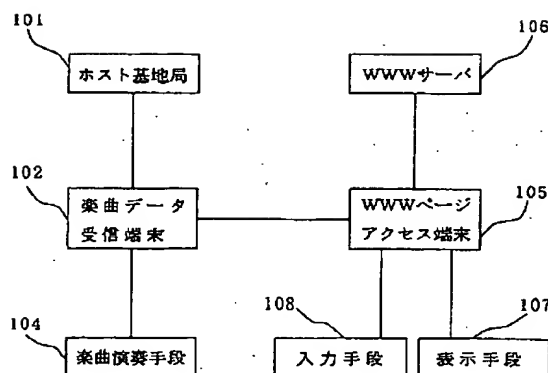 101
ホスト基地局
106
WWWサーバ
102
楽曲データ
受信端末
105
WWWページ
アクセス端末
104
楽曲演奏手段
108
入力手段
107
表示手段